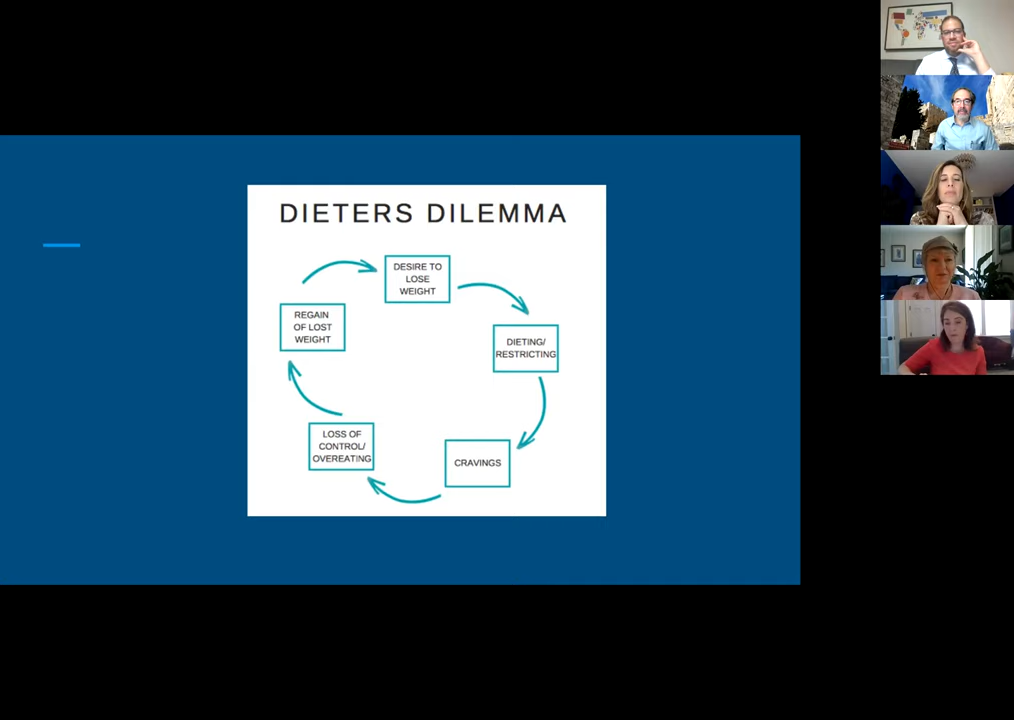 DIETERS DILEMMA
DESIRE TO
LOSE
WEIGHT
DIETING/
RESTRICTING
CRAVINGS
LOSS OF
CONTROL/
OVEREATING
REGAIN
OF LOST
WEIGHT